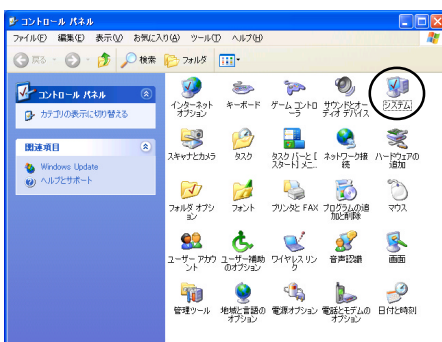 コントロール パネル
ファイル(F) 編集(E) 表示(V) お気に入り(A) ツール(T) ヘルプ(H)
戻る 検索 フォルダ
コントロール パネル
カテゴリの表示に切り替える
関連項目
Windows Update
ヘルプとサポート
インターネット オプション
キーボード
ゲーム コントロ ーラ
サウンドとオー ディオ デバイス
システム
スキャナとカメラ
タスク
タスク バーと [ スタート] メニ...
ネットワーク接 続
ハードウェアの 追加
フォルダ オプシ ョン
フォント
プリンタと FAX
プログラムの追 加と削除
マウス
ユーザー アカウ ント
ユーザー補助 のオプション
ワイヤレス リン ク
音声認識
画面
管理ツール
地域と言語の オプション
電源オプション
電話とモデムの オプション
日付と時刻